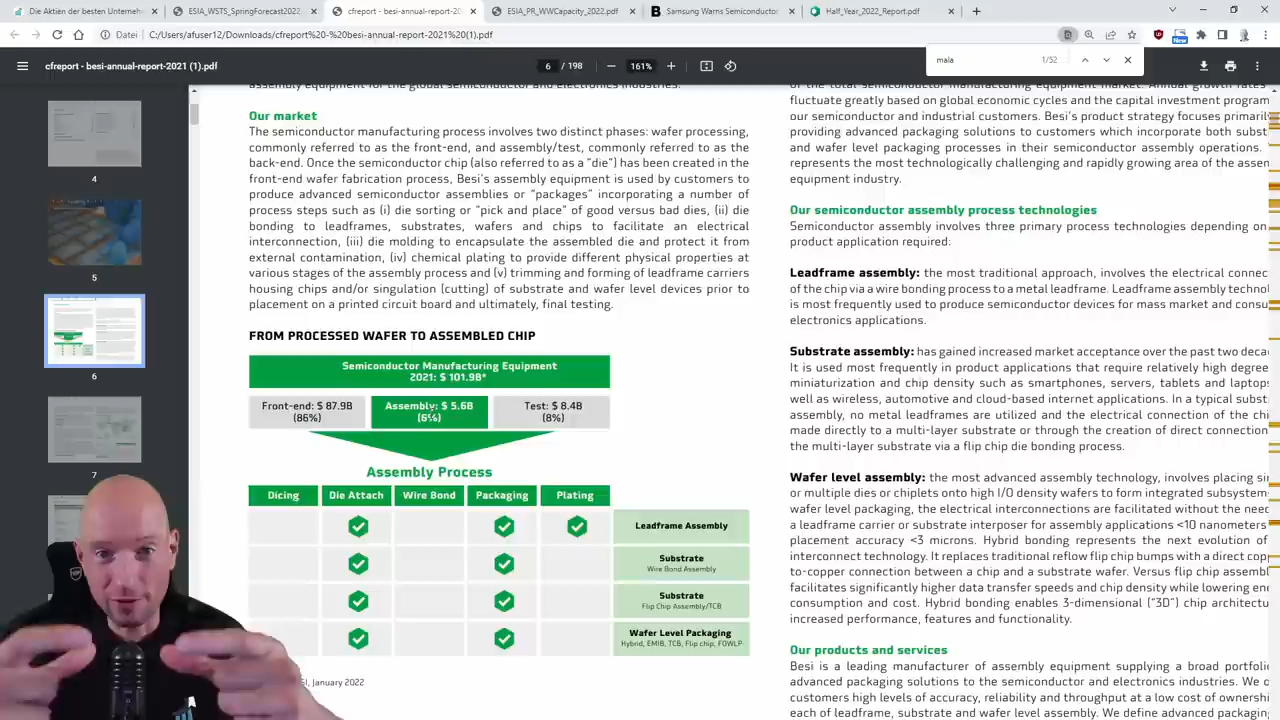 Die Aktien der besten Unterneh
ESIA_WSTS_SpringForecast2022
cfreport - besi-annual-report-202
ESIA_PR_WWCapacity_2022.pdf
Samsung Warns Semiconductor
Half_Year_2022_Report.pdf
Datei
C:/Users/afuser12/Downloads/cfreport%20-%20besi-annual-report-2021%20(1).pdf
New
cfreport - besi-annual-report-2021 (1).pdf
6 / 198
161%
mala
1/52
4
5
6
7
assembly equipment for the global semiconductor and electronics industries.
Our market
The semiconductor manufacturing process involves two distinct phases: wafer processing,
commonly referred to as the front-end, and assembly/test, commonly referred to as the
back-end. Once the semiconductor chip (also referred to as a “die”) has been created in the
front-end wafer fabrication process, Besi’s assembly equipment is used by customers to
produce advanced semiconductor assemblies or “packages” incorporating a number of
process steps such as (i) die sorting or “pick and place” of good versus bad dies, (ii) die
bonding to leadframes, substrates, wafers and chips to facilitate an electrical
interconnection, (iii) die molding to encapsulate the assembled die and protect it from
external contamination, (iv) chemical plating to provide different physical properties at
various stages of the assembly process and (v) trimming and forming of leadframe carriers
housing chips and/or singulation (cutting) of substrate and wafer level devices prior to
placement on a printed circuit board and ultimately, final testing.
FROM PROCESSED WAFER TO ASSEMBLED CHIP
Semiconductor Manufacturing Equipment
2021: $ 101.9B*
Front-end: $ 87.9B
(86%)
Assembly: $ 5.6B
(6%)
Test: $ 8.4B
(8%)
Assembly Process
Dicing
Die Attach
Wire Bond
Packaging
Plating
Leadframe Assembly
Substrate
Wire Bond Assembly
Substrate
Flip Chip Assembly/TCB
Wafer Level Packaging
Hybrid, EMIB, TCB, Flip chip, FOWLP
January 2022
of the total semiconductor manufacturing equipment market. Annual growth rates
fluctuate greatly based on global economic cycles and the capital investment program
our semiconductor and industrial customers. Besi’s product strategy focuses primaril
providing advanced packaging solutions to customers which incorporate both subst
and wafer level packaging processes in their semiconductor assembly operations.
represents the most technologically challenging and rapidly growing area of the assem
equipment industry.
Our semiconductor assembly process technologies
Semiconductor assembly involves three primary process technologies depending on
product application required:
Leadframe assembly: the most traditional approach, involves the electrical connec
of the chip via a wire bonding process to a metal leadframe. Leadframe assembly technol
is most frequently used to produce semiconductor devices for mass market and consu
electronics applications.
Substrate assembly: has gained increased market acceptance over the past two deca
It is used most frequently in product applications that require relatively high degree
miniaturization and chip density such as smartphones, servers, tablets and laptops
well as wireless, automotive and cloud-based internet applications. In a typical subst
assembly, no metal leadframes are utilized and the electrical connection of the chi
made directly to a multi-layer substrate or through the creation of direct connection
the multi-layer substrate via a flip chip die bonding process.
Wafer level assembly: the most advanced assembly technology, involves placing sin
or multiple dies or chiplets onto high I/O density wafers to form integrated subsystem
wafer level packaging, the electrical interconnections are facilitated without the need
a leadframe carrier or substrate interposer for assembly applications <10 nanometers
placement accuracy <3 microns. Hybrid bonding represents the next evolution of
interconnect technology. It replaces traditional reflow flip chip bumps with a direct cop
to-copper connection between a chip and a substrate wafer. Versus flip chip assembl
facilitates significantly higher data transfer speeds and chip density while lowering ene
consumption and cost. Hybrid bonding enables 3-dimensional (“3D”) chip architectu
increased performance, features and functionality.
Our products and services
Besi is a leading manufacturer of assembly equipment supplying a broad portfol
advanced packaging solutions to the semiconductor and electronics industries. We o
customers high levels of accuracy, reliability and throughput at a low cost of ownersh
each of leadframe, substrate and wafer level assembly. We define advanced packaging